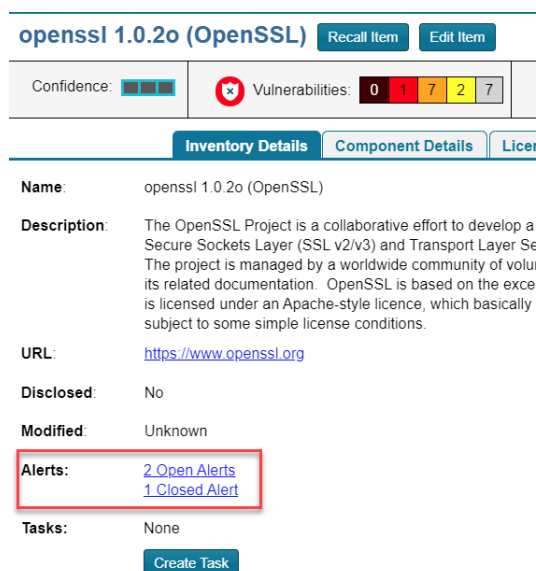 openssl 1.0.2o (OpenSSL) Recall Item Edit Item
Confidence: Vulnerabilities: 0 1 7 2 7
Inventory Details Component Details Licen
Name: openssl 1.0.2o (OpenSSL)
Description: The OpenSSL Project is a collaborative effort to develop a
Secure Sockets Layer (SSL v2/v3) and Transport Layer Se
The project is managed by a worldwide community of volu
its related documentation. OpenSSL is based on the exce
is licensed under an Apache-style licence, which basically
subject to some simple license conditions.
URL: https://www.openssl.org
Disclosed: No
Modified: Unknown
Alerts: 2 Open Alerts
1 Closed Alert
Tasks: None
Create Task